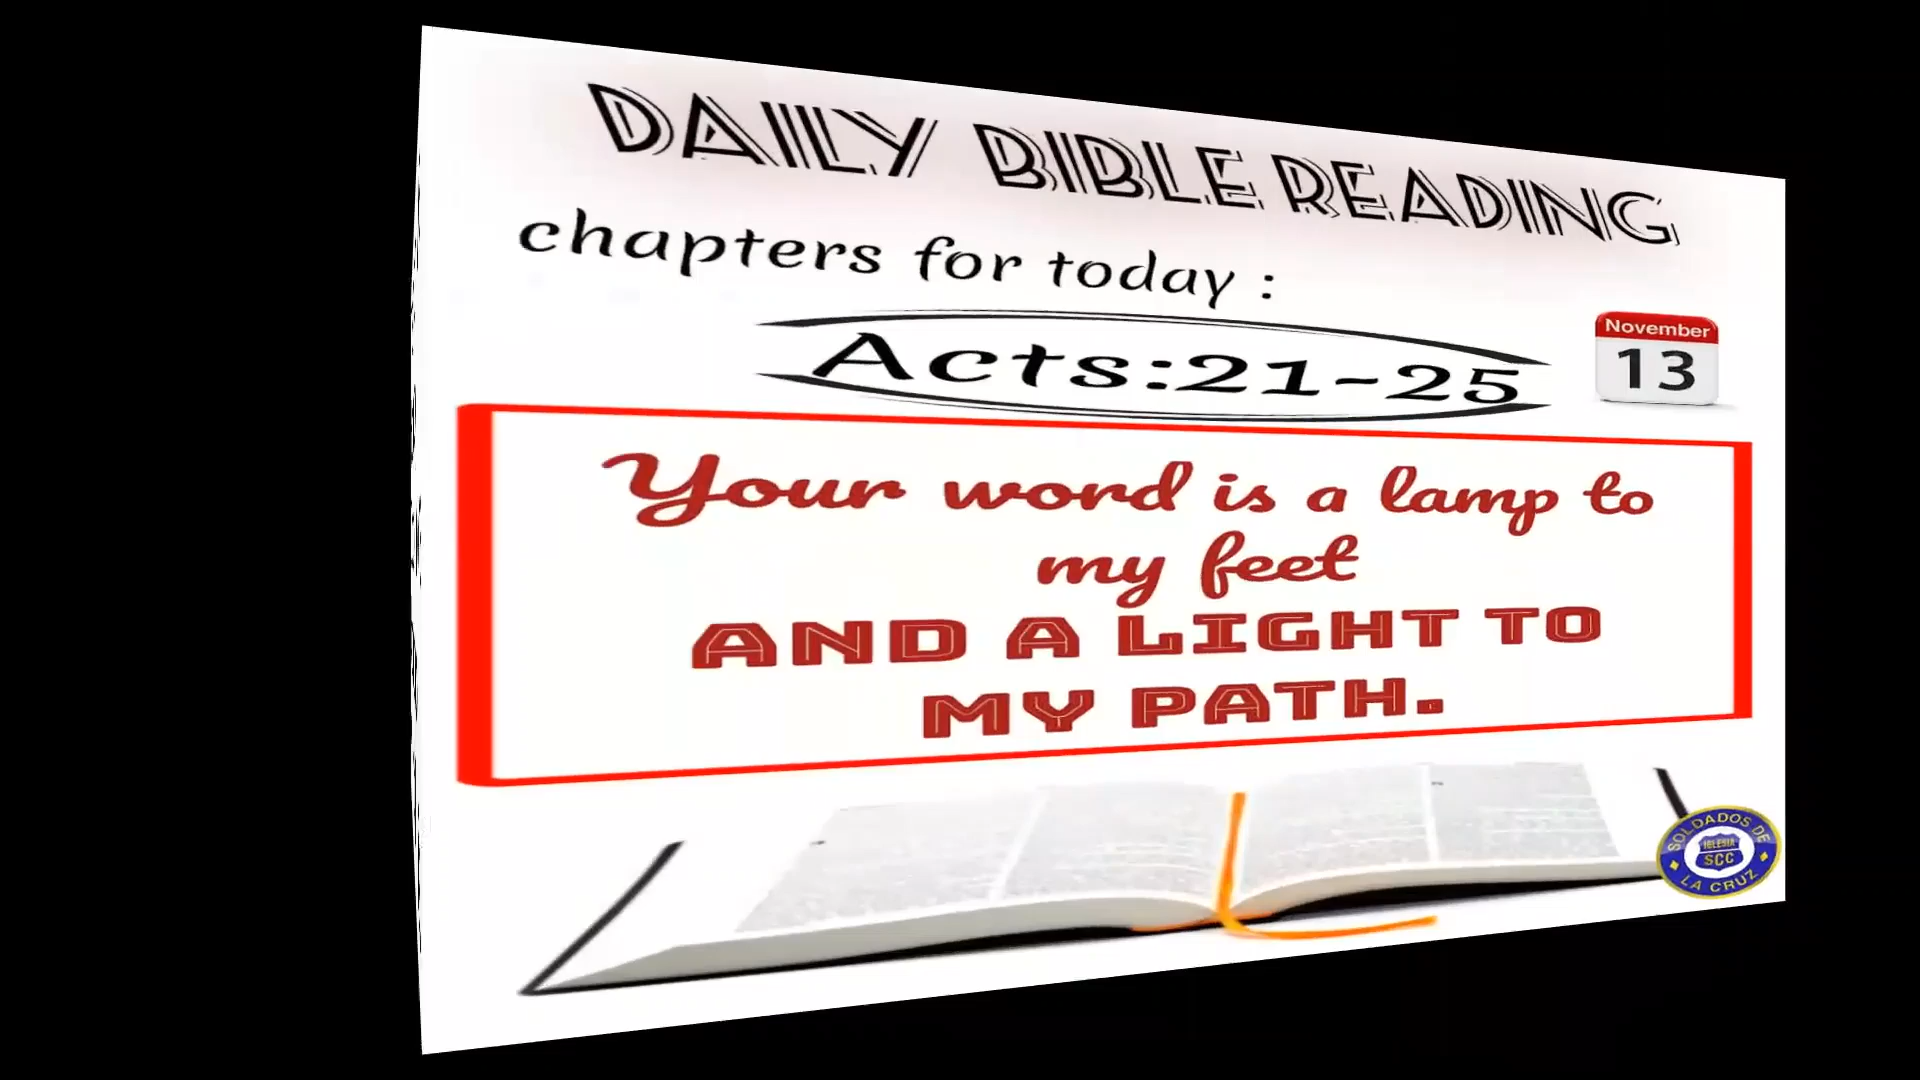 DAILY BIBLE READING
chapters for today :
Acts:21-25
November
13
Your word is a lamp to
my feet
AND A LIGHT TO
MY PATH.
SOLDADOS DE
IGLESIA
SCC
LA CRUZ